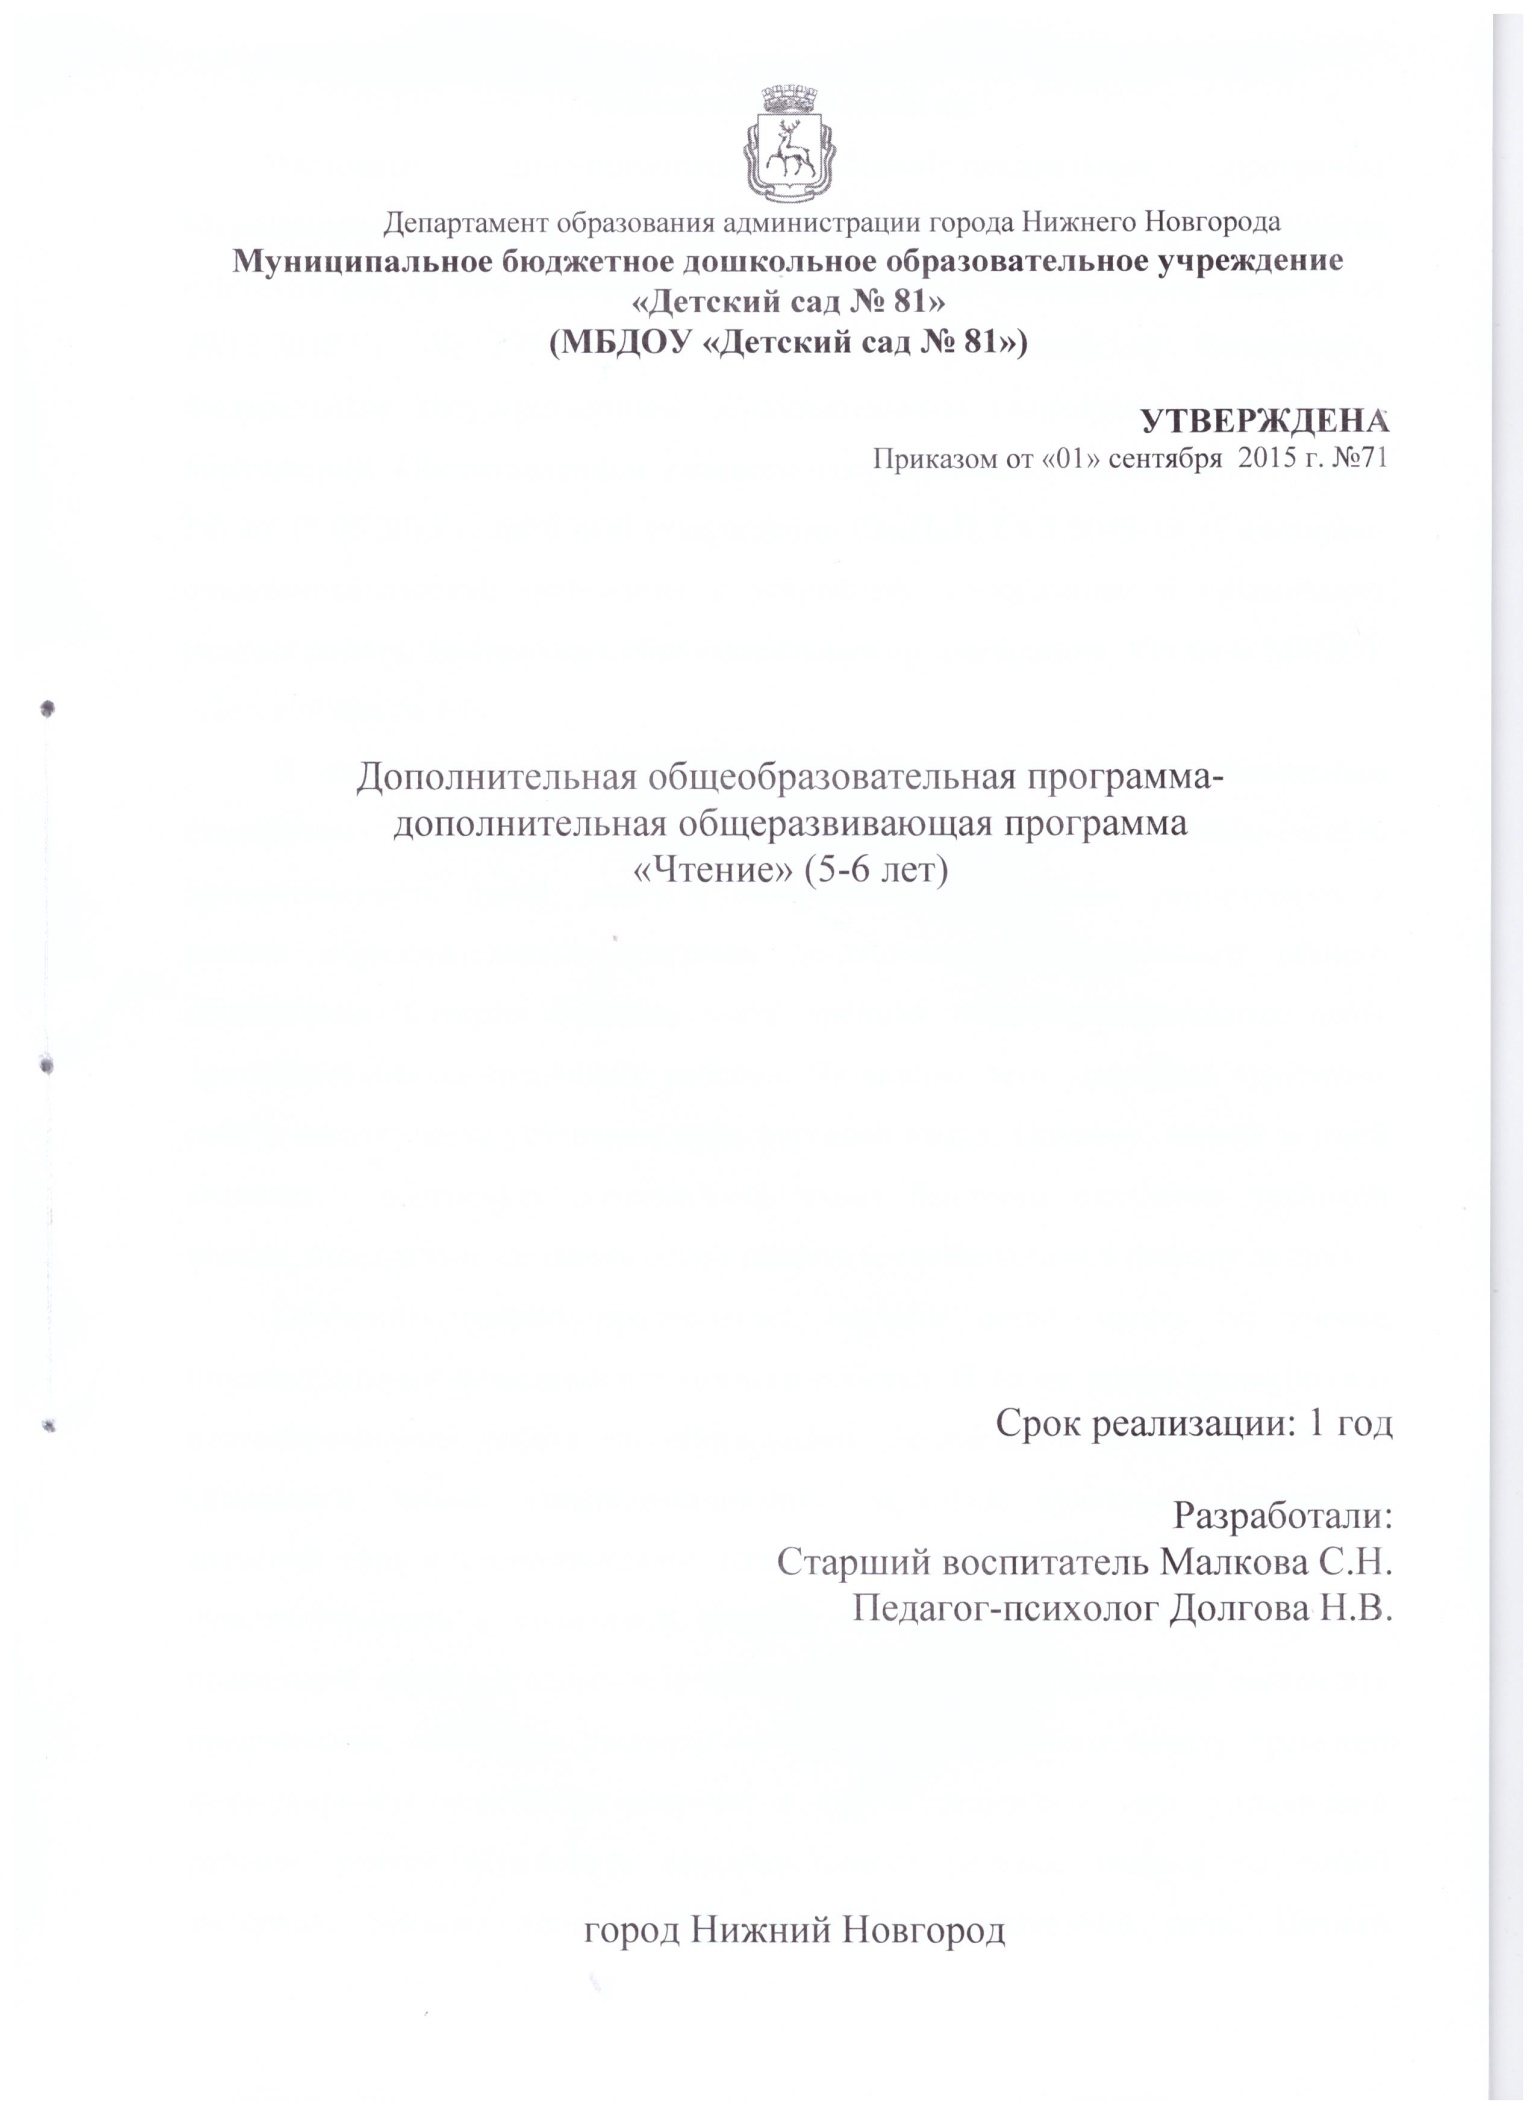 Департамент образования администрации города Нижнего Новгорода
Муниципальное бюджетное дошкольное образовательное учреждение
«Детский сад № 81»
(МБДОУ «Детский сад № 81»)
УТВЕРЖДЕНА
Приказом от «01» сентября 2015 г. №71
Дополнительная общеобразовательная программа-
дополнительная общеразвивающая программа
«Чтение» (5-6 лет)
Срок реализации: 1 год
Разработали:
Старший воспитатель Малкова С.Н.
Педагог-психолог Долгова Н.В.
город Нижний Новгород